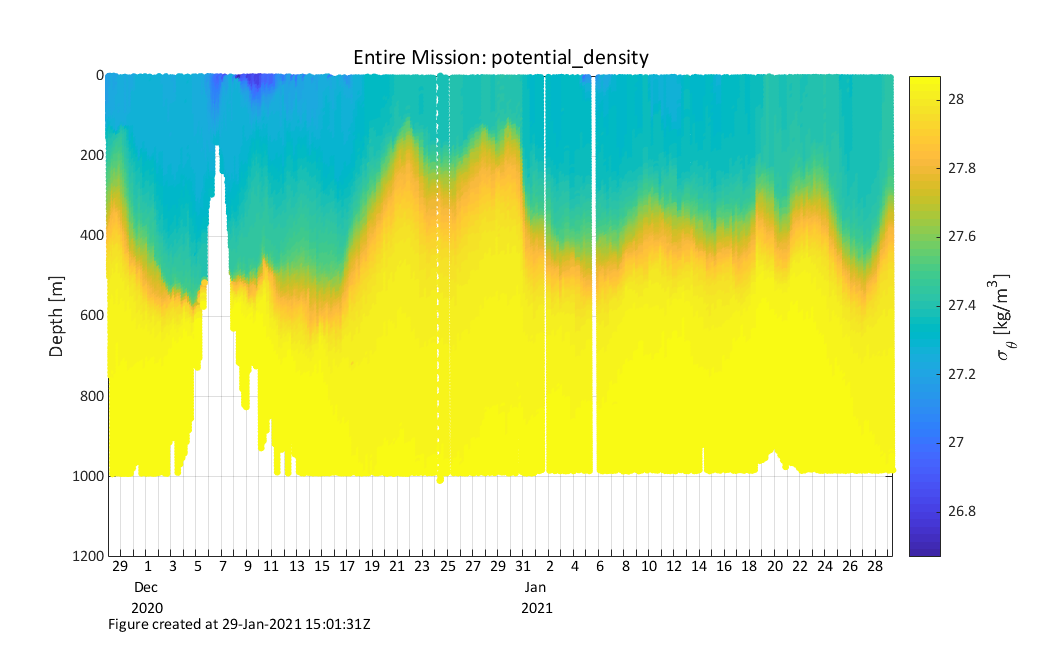 Entire Mission: potential_density
0
200
400
600
800
1000
1200
Depth [m]
29 1 3 5 7 9 11 13 15 17 19 21 23 25 27 29 31 2 4 6 8 10 12 14 16 18 20 22 24 26 28
Dec Jan
2020 2021
28
27.8
27.6
27.4
27.2
27
26.8
σθ [kg/m³]
Figure created at 29-Jan-2021 15:01:31Z